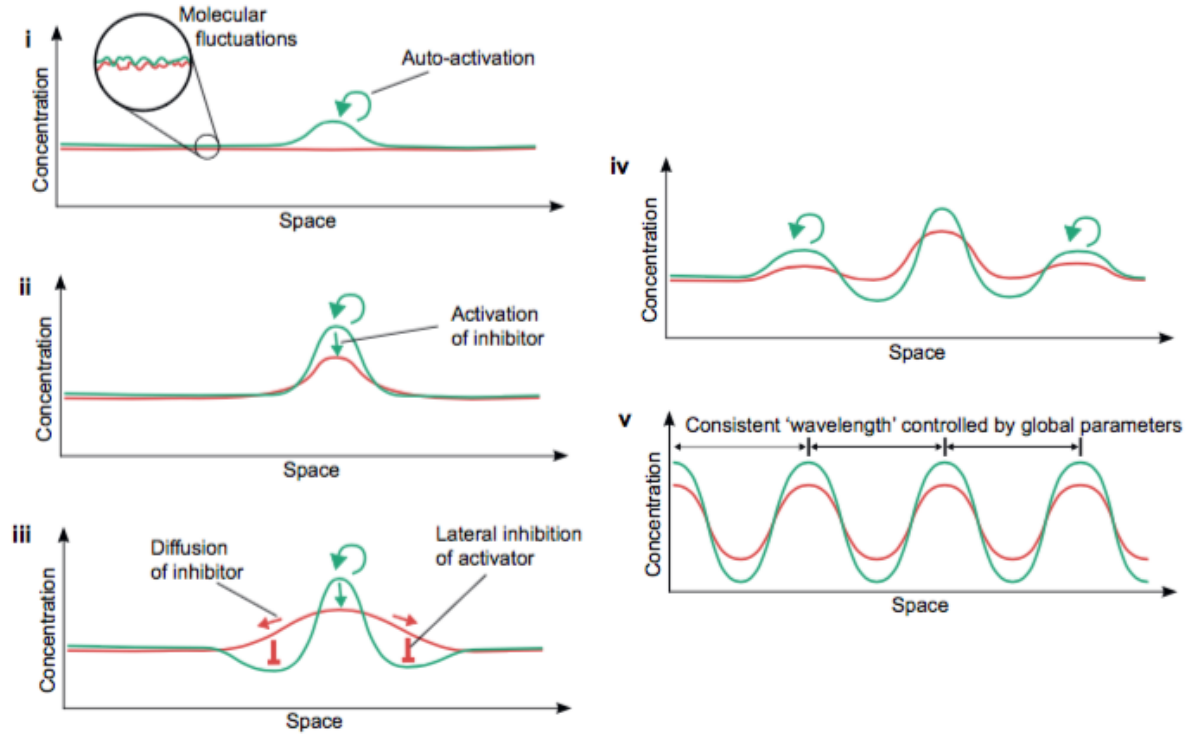 i
Molecular
fluctuations
Auto-activation
Concentration
Space
ii
Activation
of inhibitor
Concentration
Space
iii
Diffusion
of inhibitor
Lateral inhibition
of activator
Concentration
Space
iv
Concentration
Space
v
Consistent ‘wavelength’ controlled by global parameters
Concentration
Space